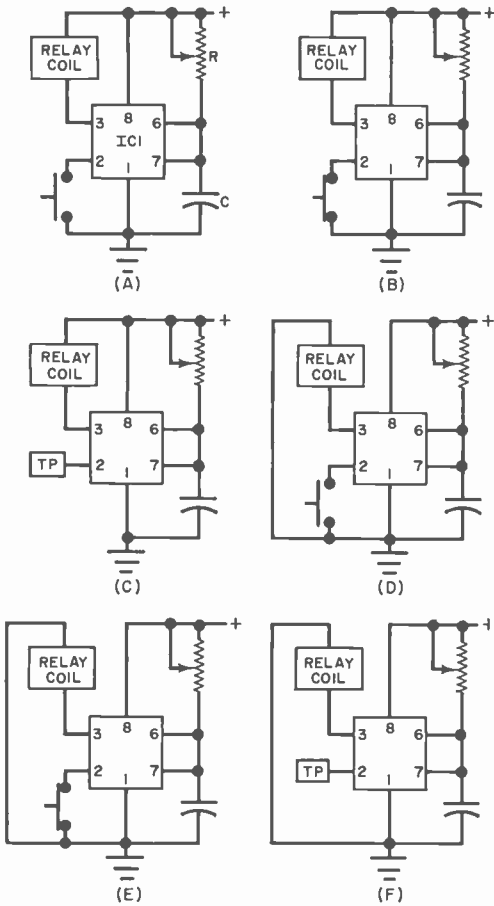 +
RELAY
COIL
R
3 8 6
IC1
2 1 7
C
(A)
+
RELAY
COIL
3 8 6
2 1 7
(B)
+
RELAY
COIL
3 8 6
TP 2 1 7
(C)
+
RELAY
COIL
3 8 6
2 1 7
(D)
+
RELAY
COIL
3 8 6
2 1 7
(E)
+
RELAY
COIL
3 8 6
TP 2 1 7
(F)